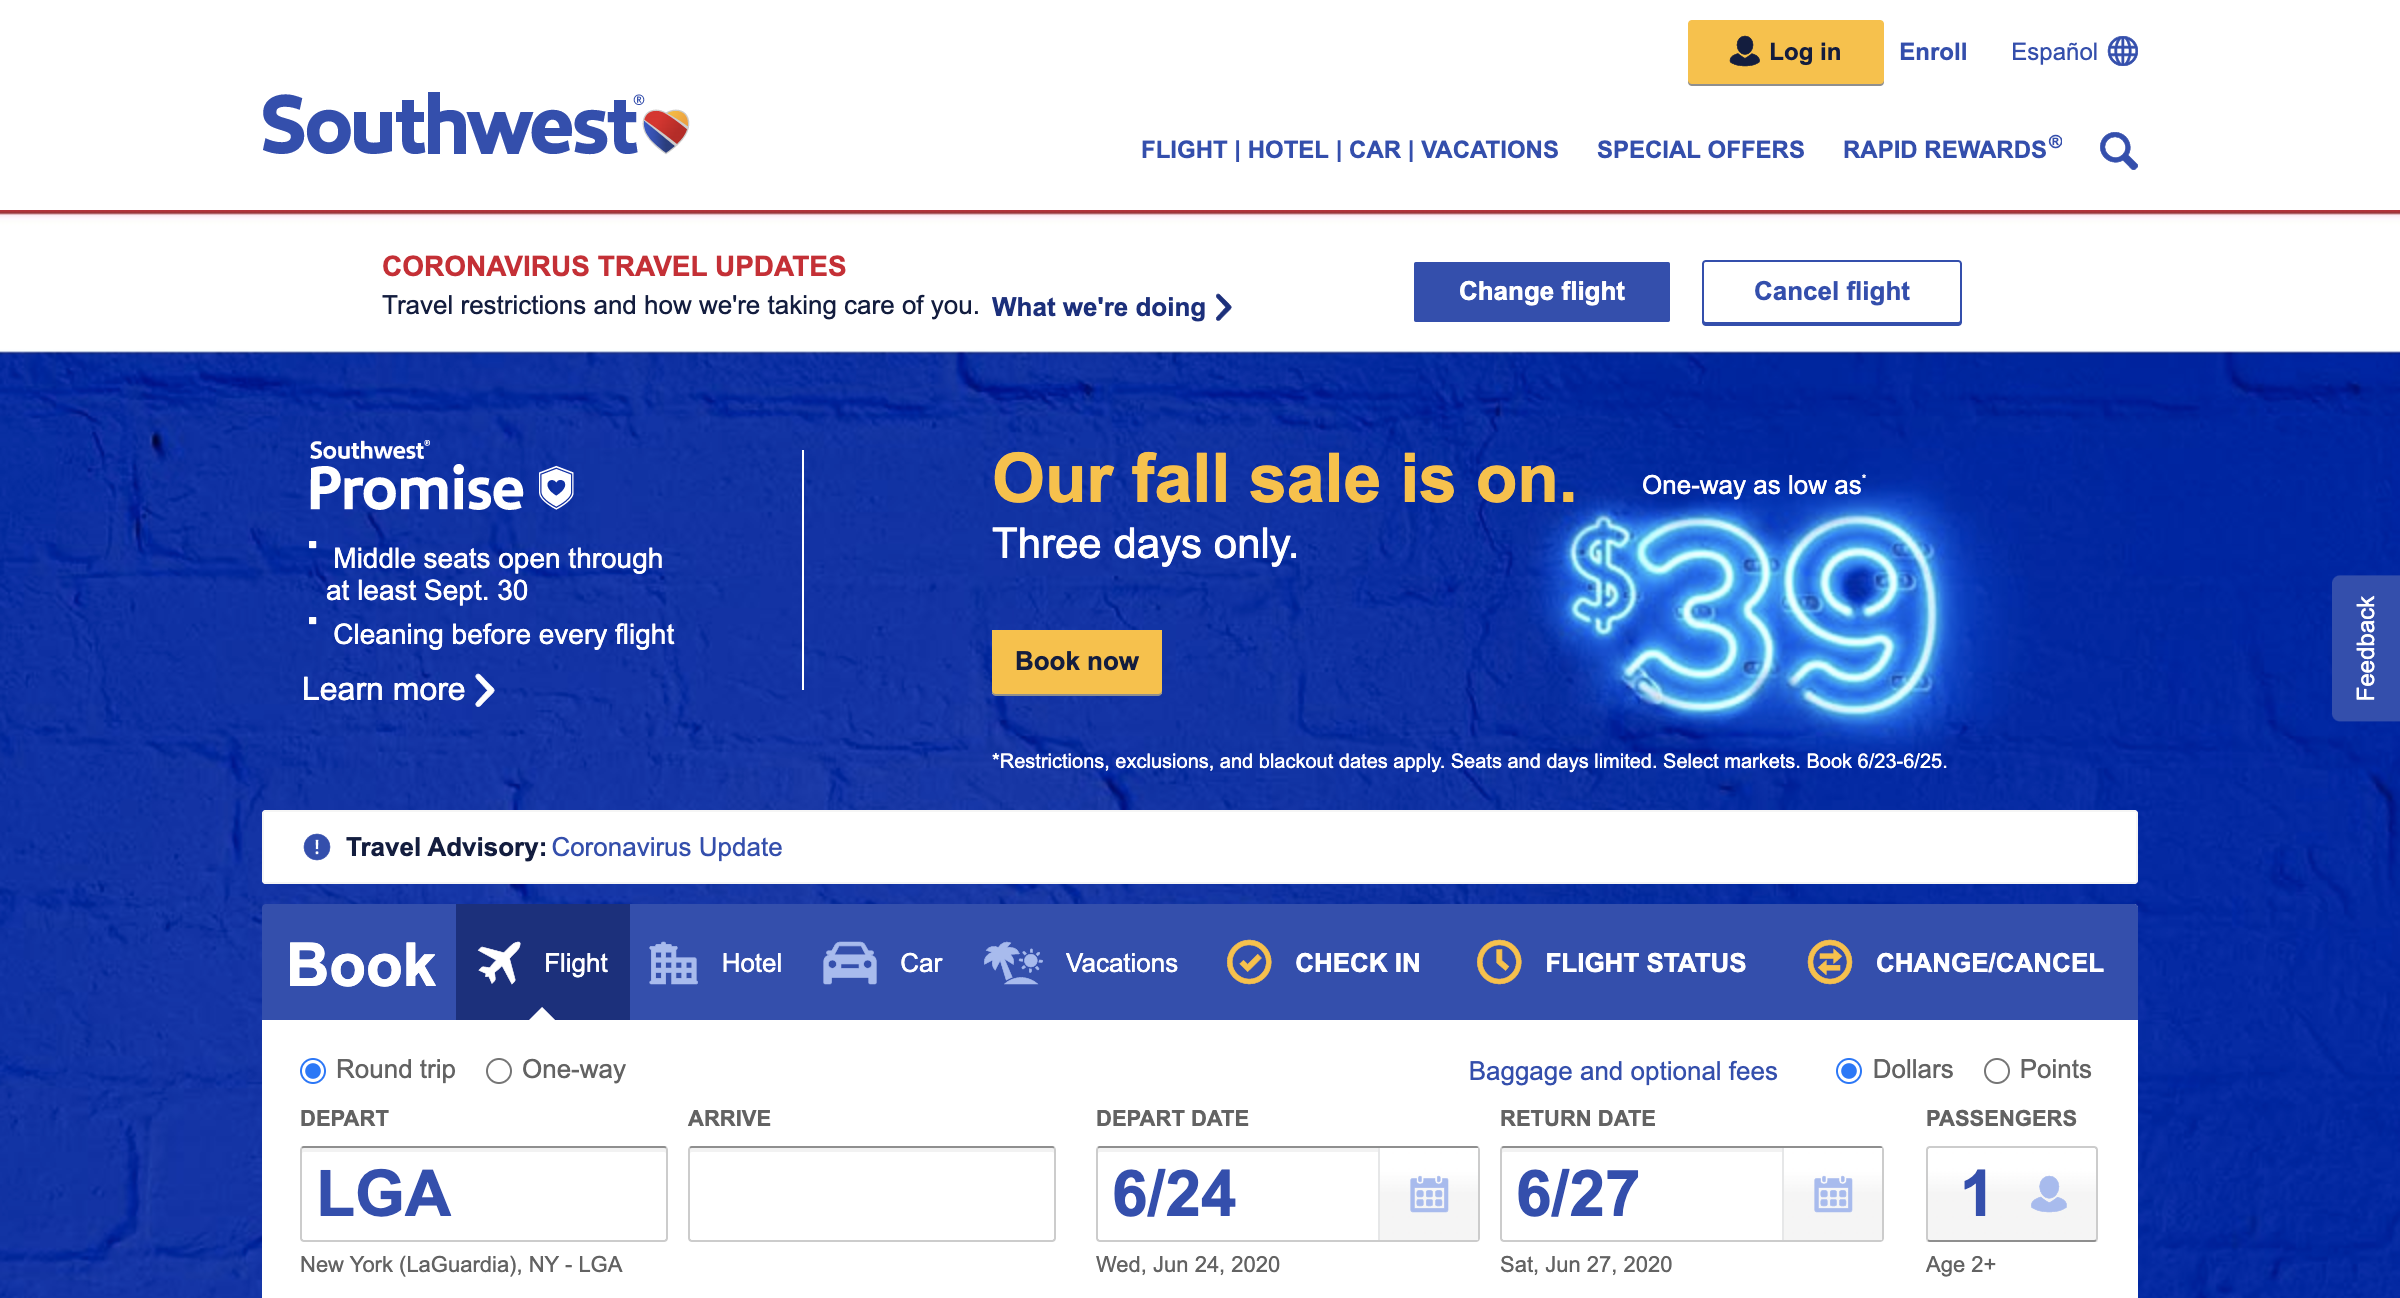 Log in
Enroll
Español
Southwest®
FLIGHT | HOTEL | CAR | VACATIONS
SPECIAL OFFERS
RAPID REWARDS®
CORONAVIRUS TRAVEL UPDATES
Travel restrictions and how we're taking care of you. What we're doing
Change flight
Cancel flight
Southwest®
Promise
Middle seats open through
at least Sept. 30
Cleaning before every flight
Learn more
Our fall sale is on.
Three days only.
One-way as low as*
$39
Book now
*Restrictions, exclusions, and blackout dates apply. Seats and days limited. Select markets. Book 6/23-6/25.
Feedback
Travel Advisory: Coronavirus Update
Book
Flight
Hotel
Car
Vacations
CHECK IN
FLIGHT STATUS
CHANGE/CANCEL
Round trip
One-way
Baggage and optional fees
Dollars
Points
DEPART
ARRIVE
DEPART DATE
RETURN DATE
PASSENGERS
LGA
6/24
6/27
1
New York (LaGuardia), NY - LGA
Wed, Jun 24, 2020
Sat, Jun 27, 2020
Age 2+